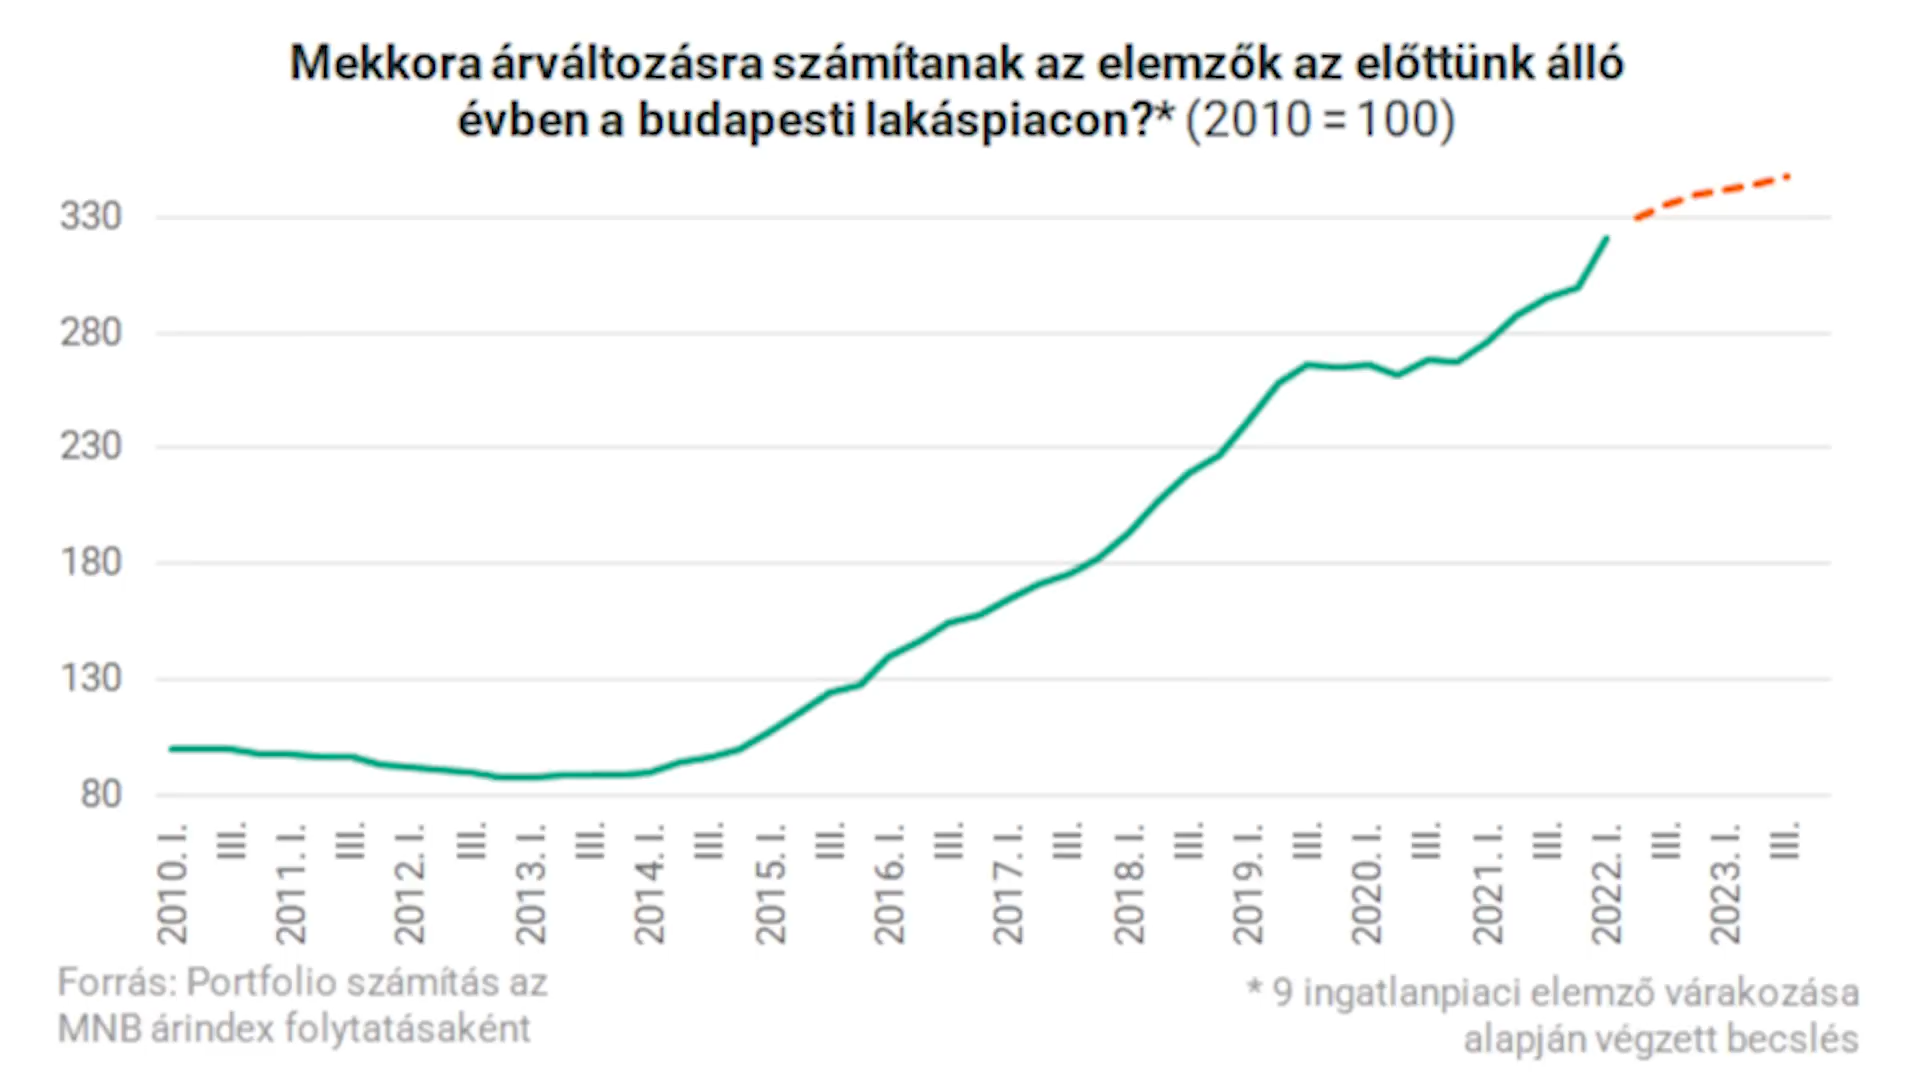 Mekkora árváltozásra számítanak az elemzők az előttünk álló
évben a budapesti lakáspiacon?* (2010 = 100)
330
280
230
180
130
80
2010. I.
III.
2011. I.
III.
2012. I.
III.
2013. I.
III.
2014. I.
III.
2015. I.
III.
2016. I.
III.
2017. I.
III.
2018. I.
III.
2019. I.
III.
2020. I.
III.
2021. I.
III.
2022. I.
III.
2023. I.
III.
Forrás: Portfolio számítás az
MNB árindex folytatásaként
* 9 ingatlanpiaci elemző várakozása
alapján végzett becslés